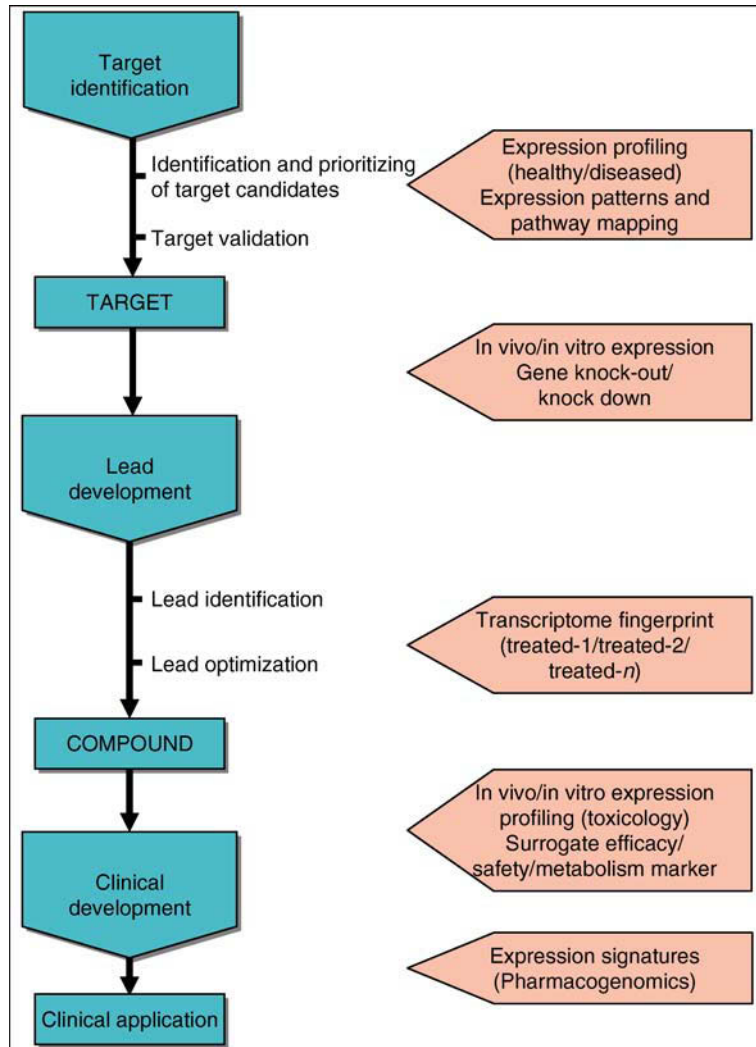 Target
identification
Identification and prioritizing
of target candidates
Target validation
Expression profiling
(healthy/diseased)
Expression patterns and
pathway mapping
TARGET
In vivo/in vitro expression
Gene knock-out/
knock down
Lead
development
Lead identification
Lead optimization
Transcriptome fingerprint
(treated-1/treated-2/
treated-n)
COMPOUND
In vivo/in vitro expression
profiling (toxicology)
Surrogate efficacy/
safety/metabolism marker
Clinical
development
Expression signatures
(Pharmacogenomics)
Clinical application